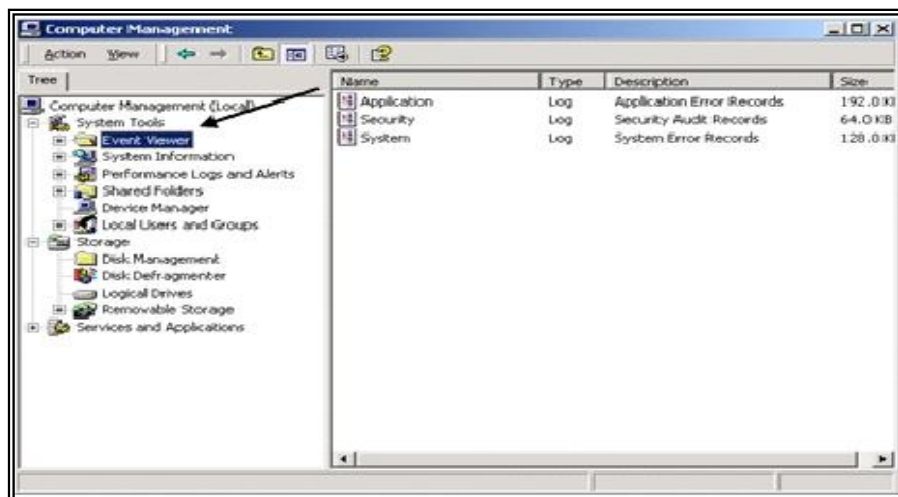 Computer Management
Action View
Tree
Name Type Description Size
Computer Management (Local)
System Tools
Event Viewer
System Information
Performance Logs and Alerts
Shared Folders
Device Manager
Local Users and Groups
Storage
Disk Management
Disk Defragmenter
Logical Drives
Removable Storage
Services and Applications
Application Log Application Error Records 192.0 K
Security Log Security Audit Records 64.0 KB
System Log System Error Records 128.0 K